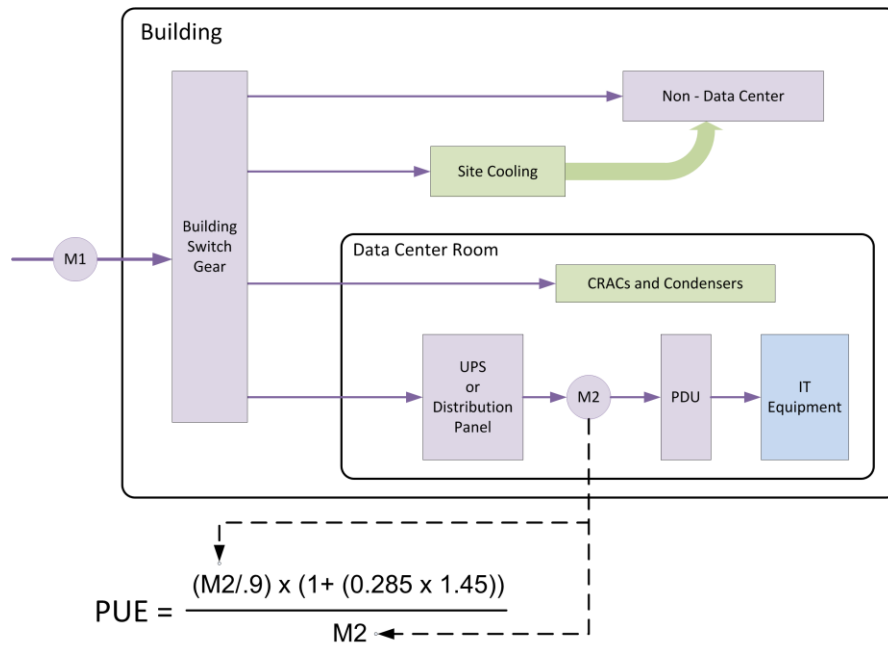 Building
Non - Data Center
Site Cooling
Building
Switch
Gear
M1
Data Center Room
CRACs and Condensers
UPS
or
Distribution
Panel
M2
PDU
IT
Equipment
PUE = (M2/.9) x (1+ (0.285 x 1.45))
M2